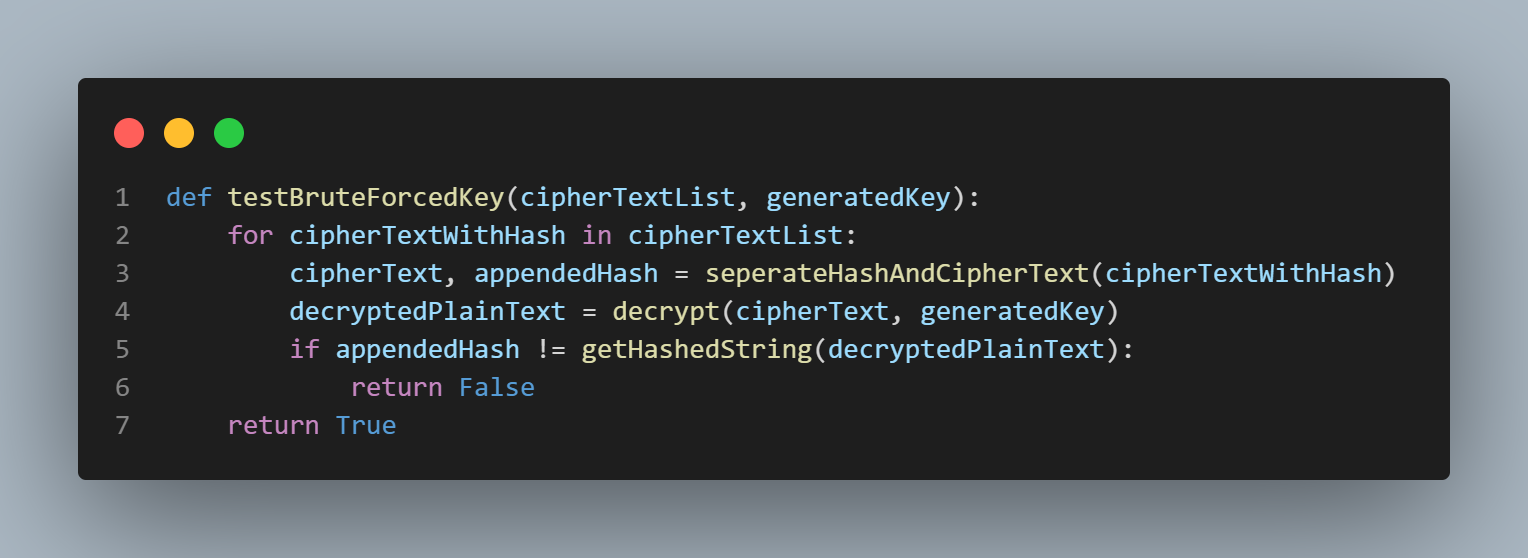 1 def testBruteForcedKey(cipherTextList, generatedKey):
2     for cipherTextWithHash in cipherTextList:
3         cipherText, appendedHash = seperateHashAndCipherText(cipherTextWithHash)
4         decryptedPlainText = decrypt(cipherText, generatedKey)
5         if appendedHash != getHashedString(decryptedPlainText):
6             return False
7     return True